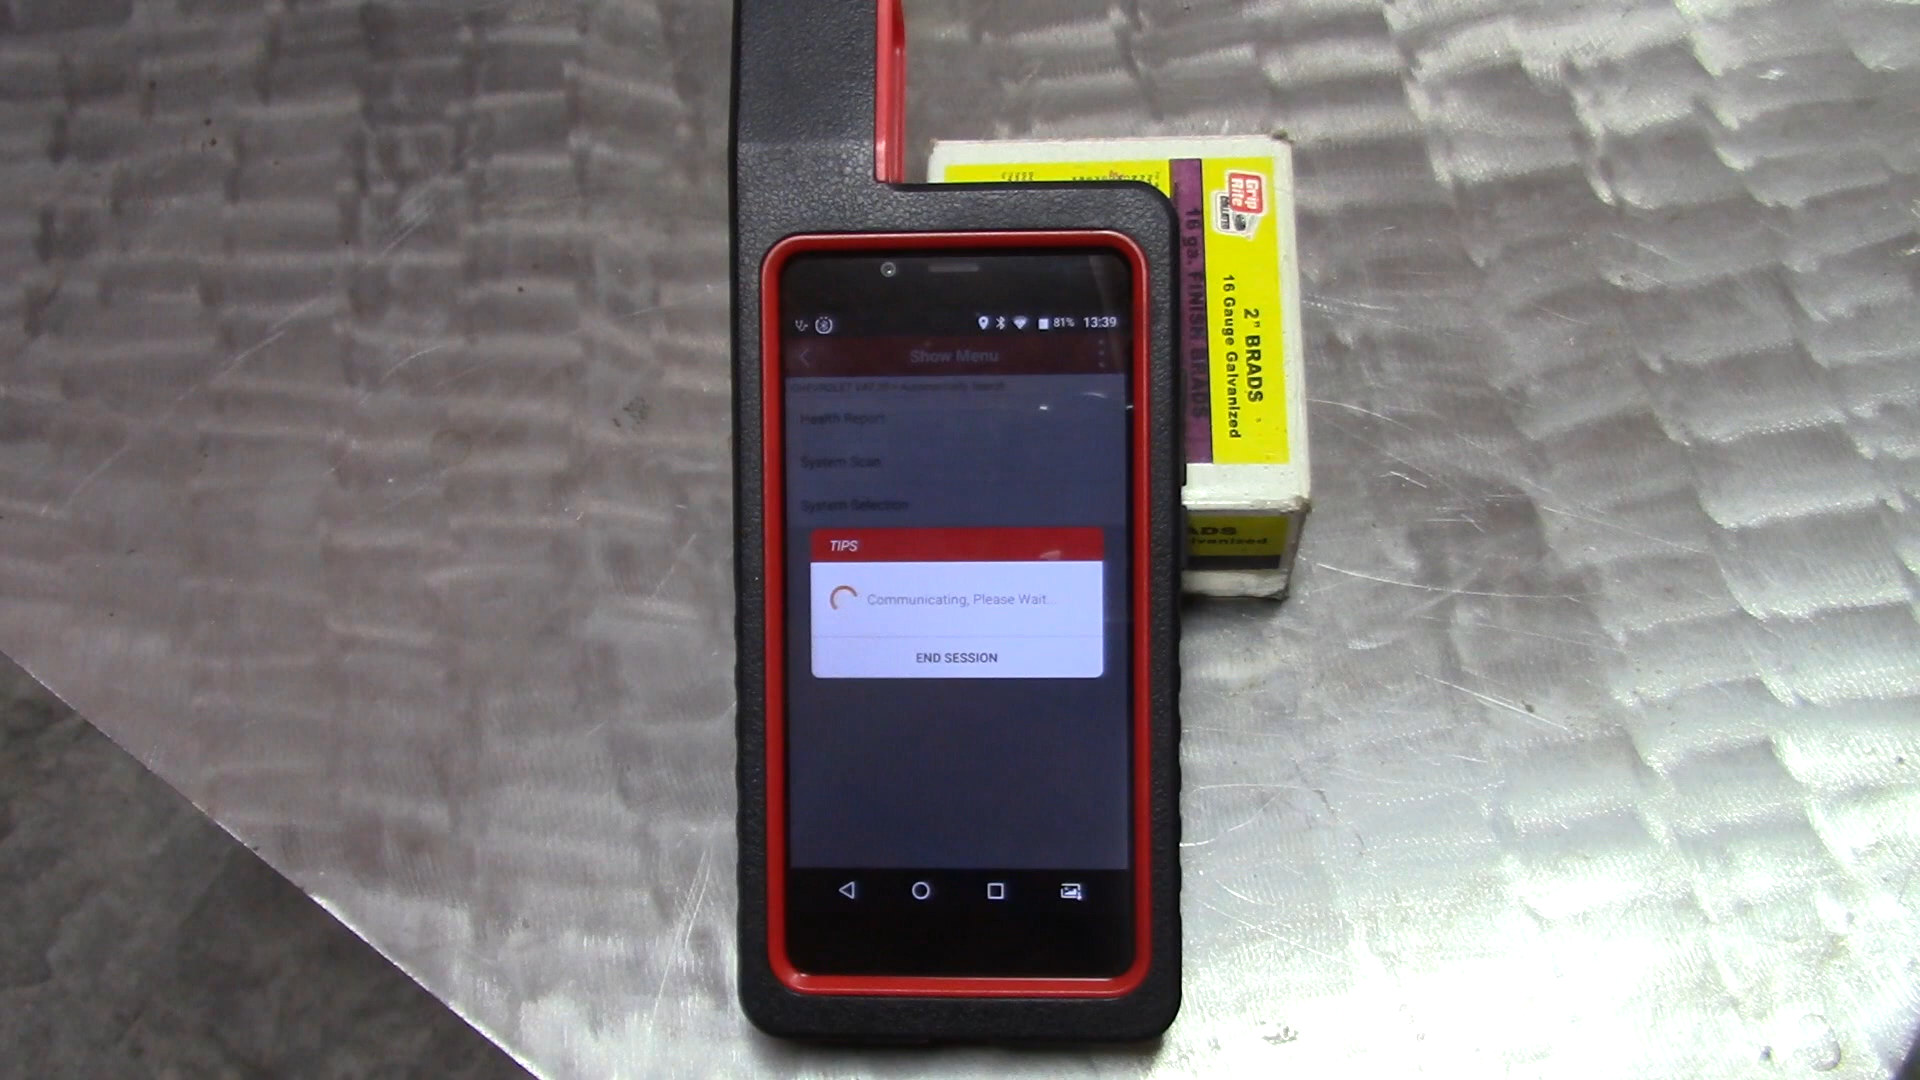 81% 13:39
Show Menu
Health Report
System Scan
System Selection
TIPS
Communicating, Please Wait...
END SESSION
Grip
Rite
2" BRADS
16 Gauge Galvanized
16 ga. FINISH BRADS